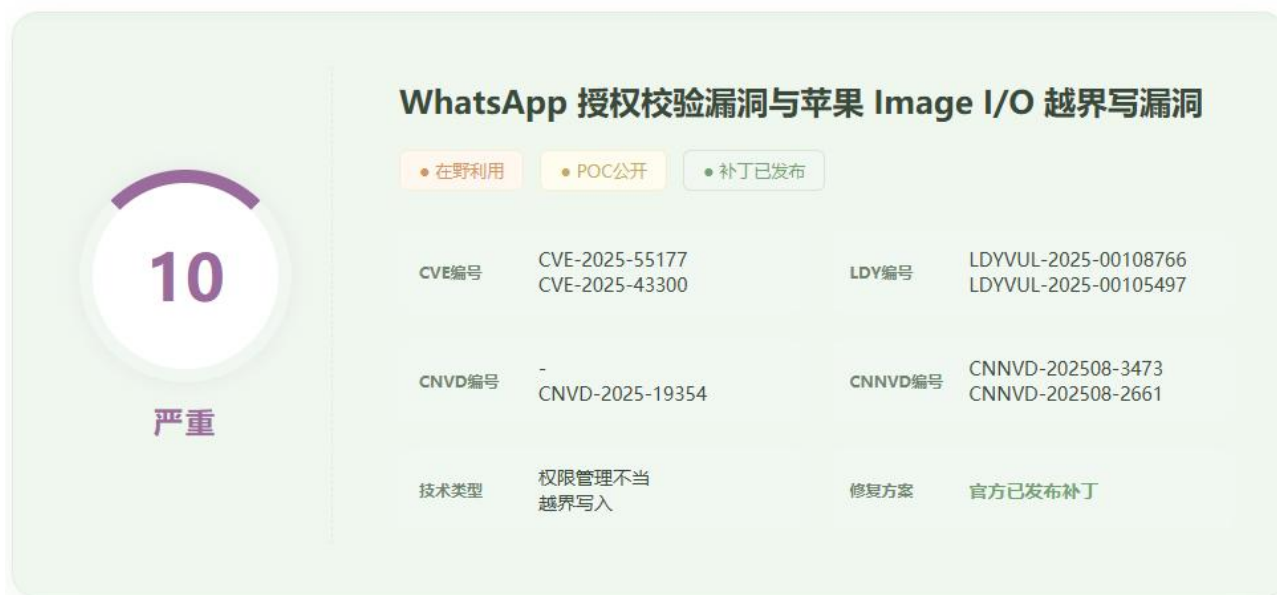 WhatsApp 授权校验漏洞与苹果 Image I/O 越界写漏洞
● 在野利用 ● POC公开 ● 补丁已发布
10
严重
CVE编号
CVE-2025-55177
CVE-2025-43300
LDY编号
LDYVUL-2025-00108766
LDYVUL-2025-00105497
CNVD编号
-
CNVD-2025-19354
CNNVD编号
CNNVD-202508-3473
CNNVD-202508-2661
技术类型
权限管理不当
越界写入
修复方案
官方已发布补丁